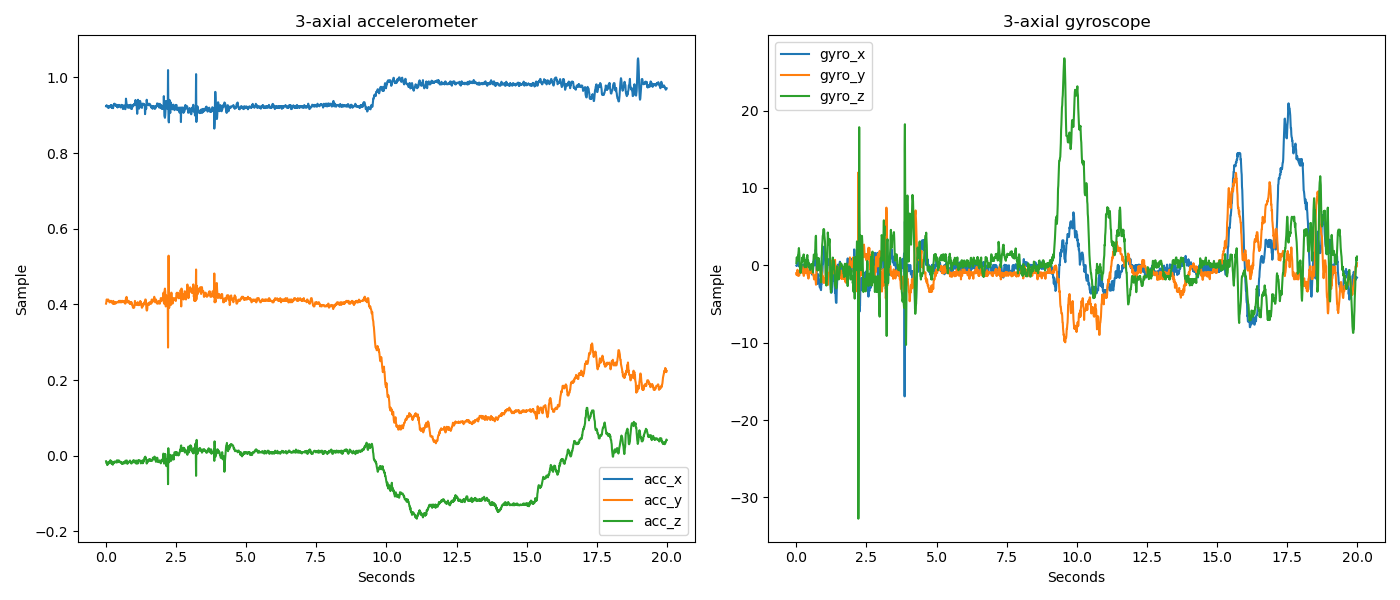 3-axial accelerometer
1.0
0.8
0.6
0.4
0.2
0.0
−0.2
Sample
0.0 2.5 5.0 7.5 10.0 12.5 15.0 17.5 20.0
Seconds
acc_x
acc_y
acc_z
3-axial gyroscope
gyro_x
gyro_y
gyro_z
20
10
0
−10
−20
−30
Sample
0.0 2.5 5.0 7.5 10.0 12.5 15.0 17.5 20.0
Seconds